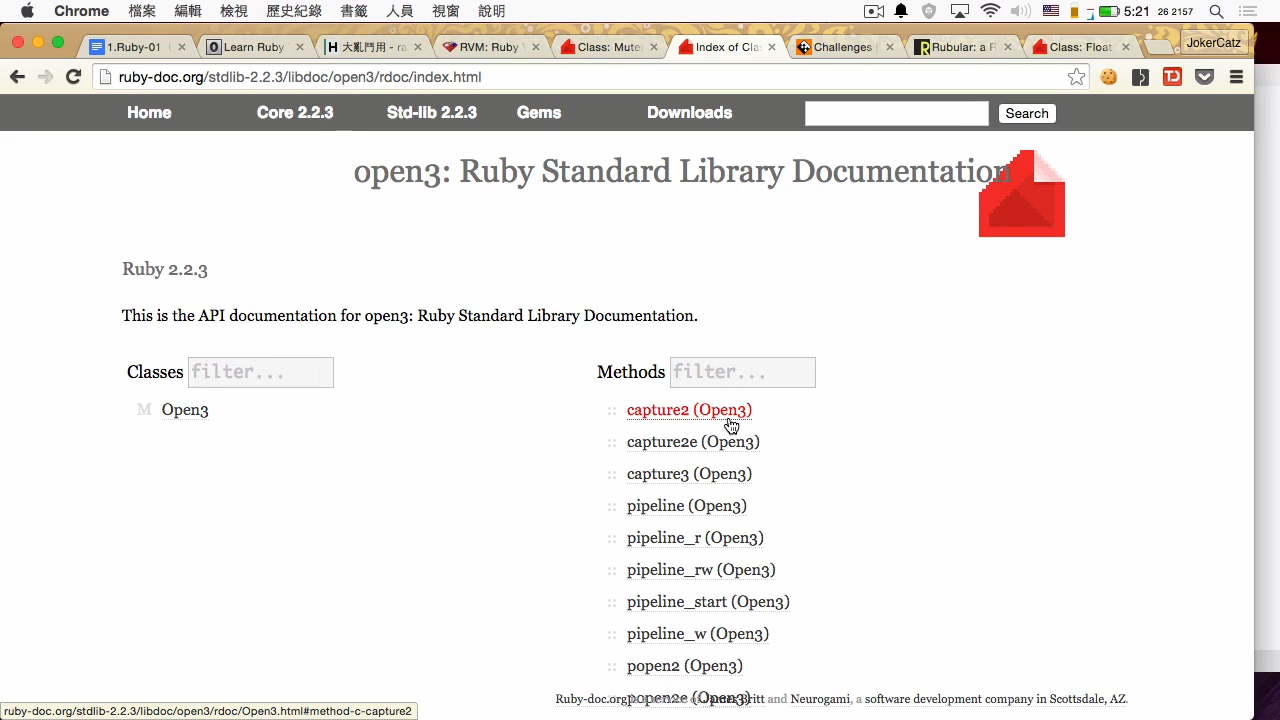 Chrome 檔案 編輯 檢視 歷史紀錄 書籤 人員 視窗 說明 5:21 26 2157
1.Ruby-01 Learn Ruby 大亂鬥用 - ra RVM: Ruby Class: Mute Index of Cla Challenges Rubular: a Class: Float JokerCatz
ruby-doc.org/stdlib-2.2.3/libdoc/open3/rdoc/index.html
Home Core 2.2.3 Std-lib 2.2.3 Gems Downloads Search
open3: Ruby Standard Library Documentation
Ruby 2.2.3
This is the API documentation for open3: Ruby Standard Library Documentation.
Classes filter... Methods filter...
M Open3 :: capture2 (Open3)
:: capture2e (Open3)
:: capture3 (Open3)
:: pipeline (Open3)
:: pipeline_r (Open3)
:: pipeline_rw (Open3)
:: pipeline_start (Open3)
:: pipeline_w (Open3)
:: popen2 (Open3)
popen2e (Open3)
Ruby-doc.org and Neurogami, a software development company in Scottsdale, AZ.
ruby-doc.org/stdlib-2.2.3/libdoc/open3/rdoc/Open3.html#method-c-capture2